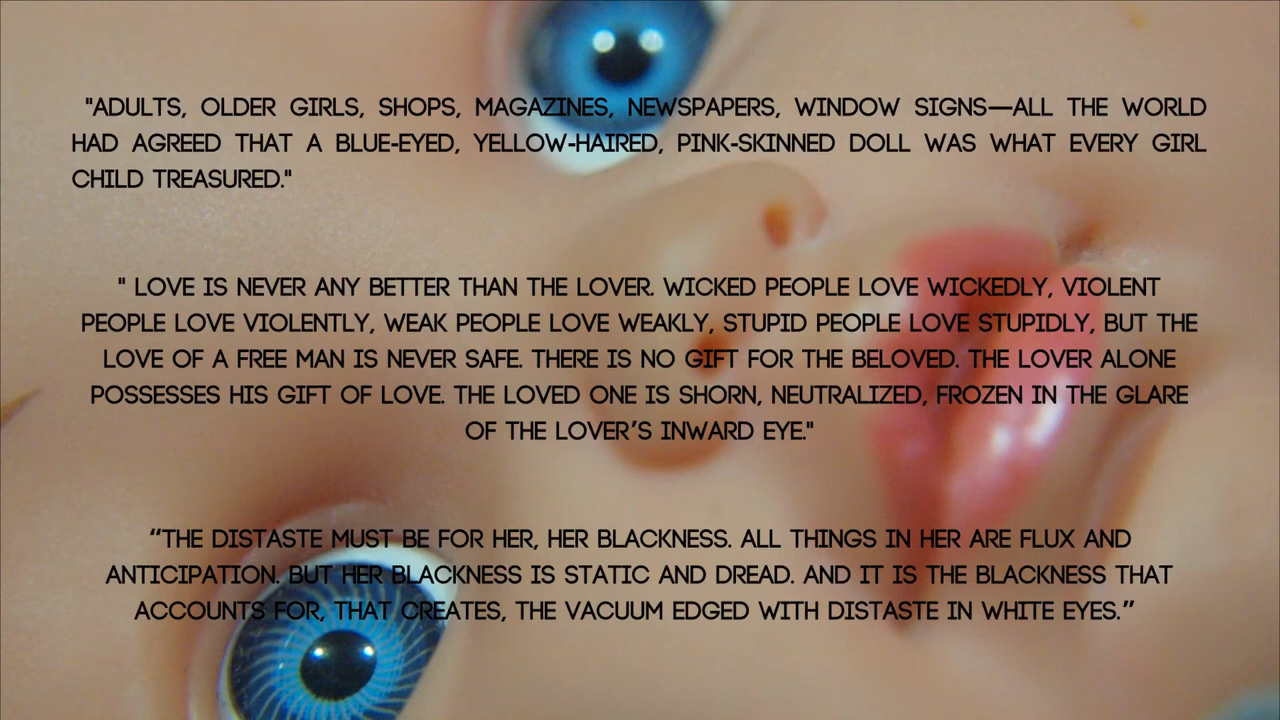 "ADULTS, OLDER GIRLS, SHOPS, MAGAZINES, NEWSPAPERS, WINDOW SIGNS—ALL THE WORLD
HAD AGREED THAT A BLUE-EYED, YELLOW-HAIRED, PINK-SKINNED DOLL WAS WHAT EVERY GIRL
CHILD TREASURED."
" LOVE IS NEVER ANY BETTER THAN THE LOVER. WICKED PEOPLE LOVE WICKEDLY, VIOLENT
PEOPLE LOVE VIOLENTLY, WEAK PEOPLE LOVE WEAKLY, STUPID PEOPLE LOVE STUPIDLY, BUT THE
LOVE OF A FREE MAN IS NEVER SAFE. THERE IS NO GIFT FOR THE BELOVED. THE LOVER ALONE
POSSESSES HIS GIFT OF LOVE. THE LOVED ONE IS SHORN, NEUTRALIZED, FROZEN IN THE GLARE
OF THE LOVER’S INWARD EYE."
“THE DISTASTE MUST BE FOR HER, HER BLACKNESS. ALL THINGS IN HER ARE FLUX AND
ANTICIPATION. BUT HER BLACKNESS IS STATIC AND DREAD. AND IT IS THE BLACKNESS THAT
ACCOUNTS FOR, THAT CREATES, THE VACUUM EDGED WITH DISTASTE IN WHITE EYES.”